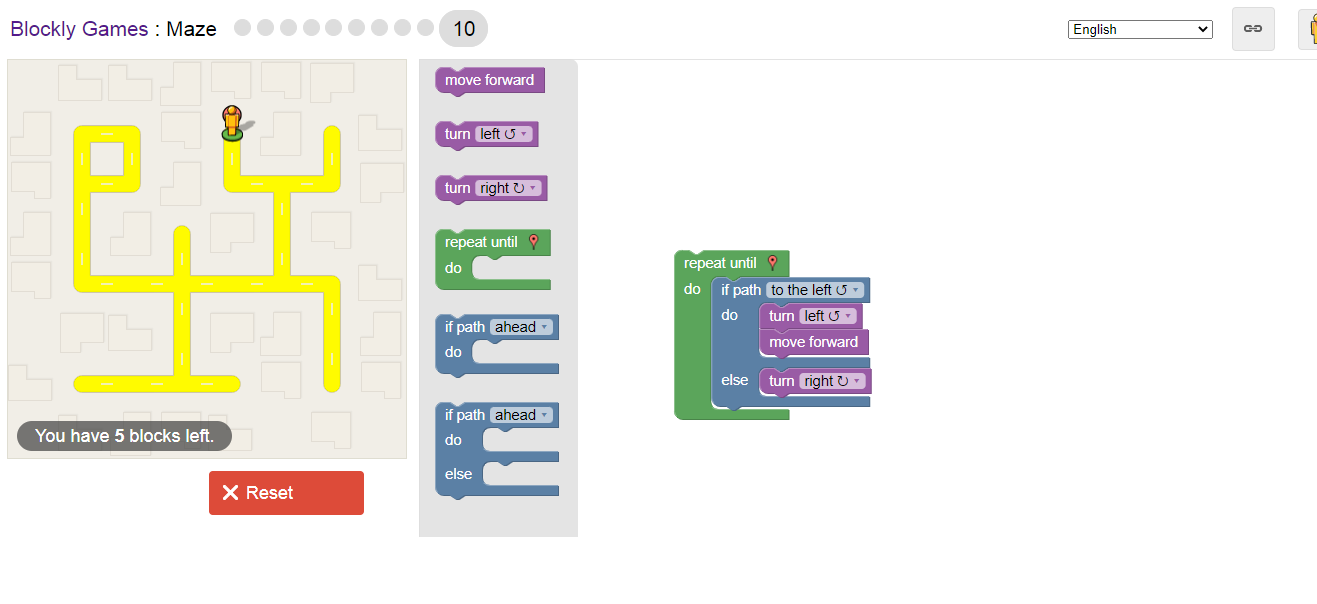 Blockly Games : Maze
10
English
move forward
turn left ↺
turn right ↻
repeat until
do
if path ahead
do
if path ahead
do
else
repeat until
do
if path to the left ↺
do
turn left ↺
move forward
else
turn right ↻
You have 5 blocks left.
Reset